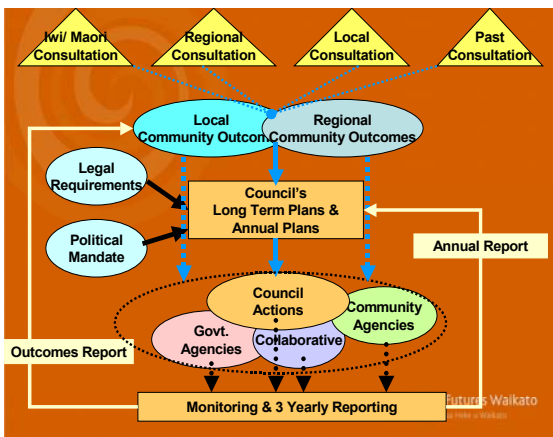 Iwi/ Maori
Consultation
Regional
Consultation
Local
Consultation
Past
Consultation
Local
Community Outcom
Regional
Community Outcomes
Legal
Requirements
Council's
Long Term Plans &
Annual Plans
Political
Mandate
Annual Report
Council
Actions
Community
Agencies
Govt.
Agencies
Collaborative
Outcomes Report
Monitoring & 3 Yearly Reporting
Futures Waikato